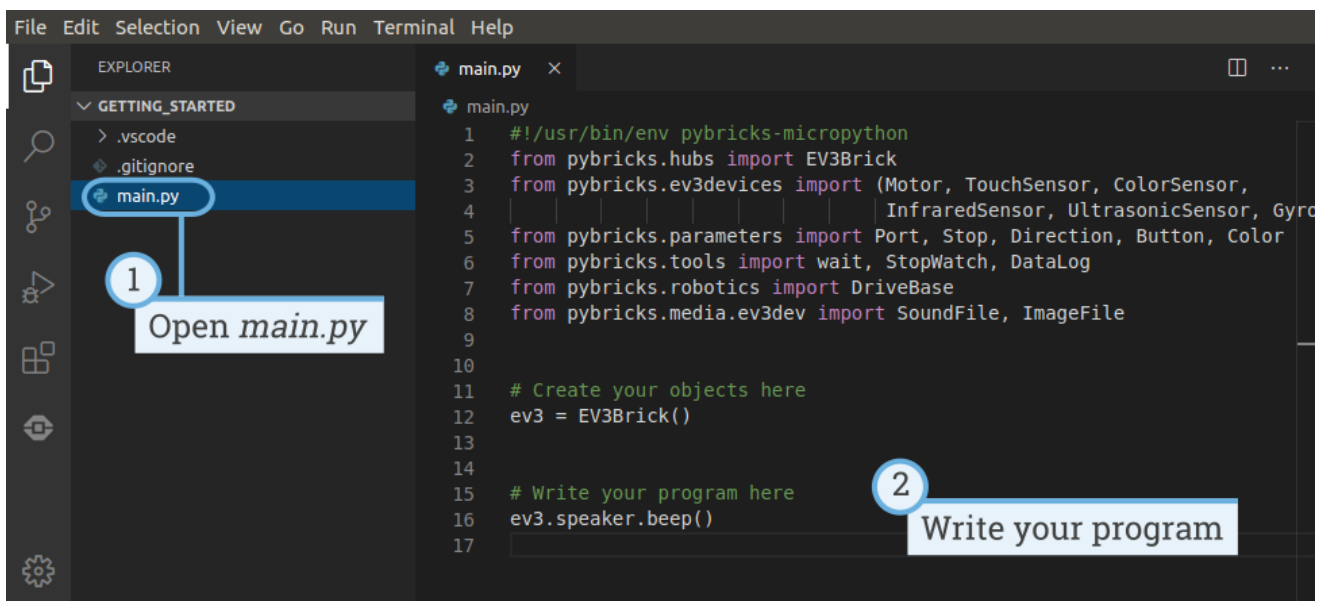 File Edit Selection View Go Run Terminal Help
EXPLORER
GETTING_STARTED
.vscode
.gitignore
main.py
1
Open main.py
main.py
main.py
1 #!/usr/bin/env pybricks-micropython
2 from pybricks.hubs import EV3Brick
3 from pybricks.ev3devices import (Motor, TouchSensor, ColorSensor,
4 InfraredSensor, UltrasonicSensor, Gyro
5 from pybricks.parameters import Port, Stop, Direction, Button, Color
6 from pybricks.tools import wait, StopWatch, DataLog
7 from pybricks.robotics import DriveBase
8 from pybricks.media.ev3dev import SoundFile, ImageFile
9
10
11 # Create your objects here
12 ev3 = EV3Brick()
13
14
15 # Write your program here
16 ev3.speaker.beep()
17
2
Write your program